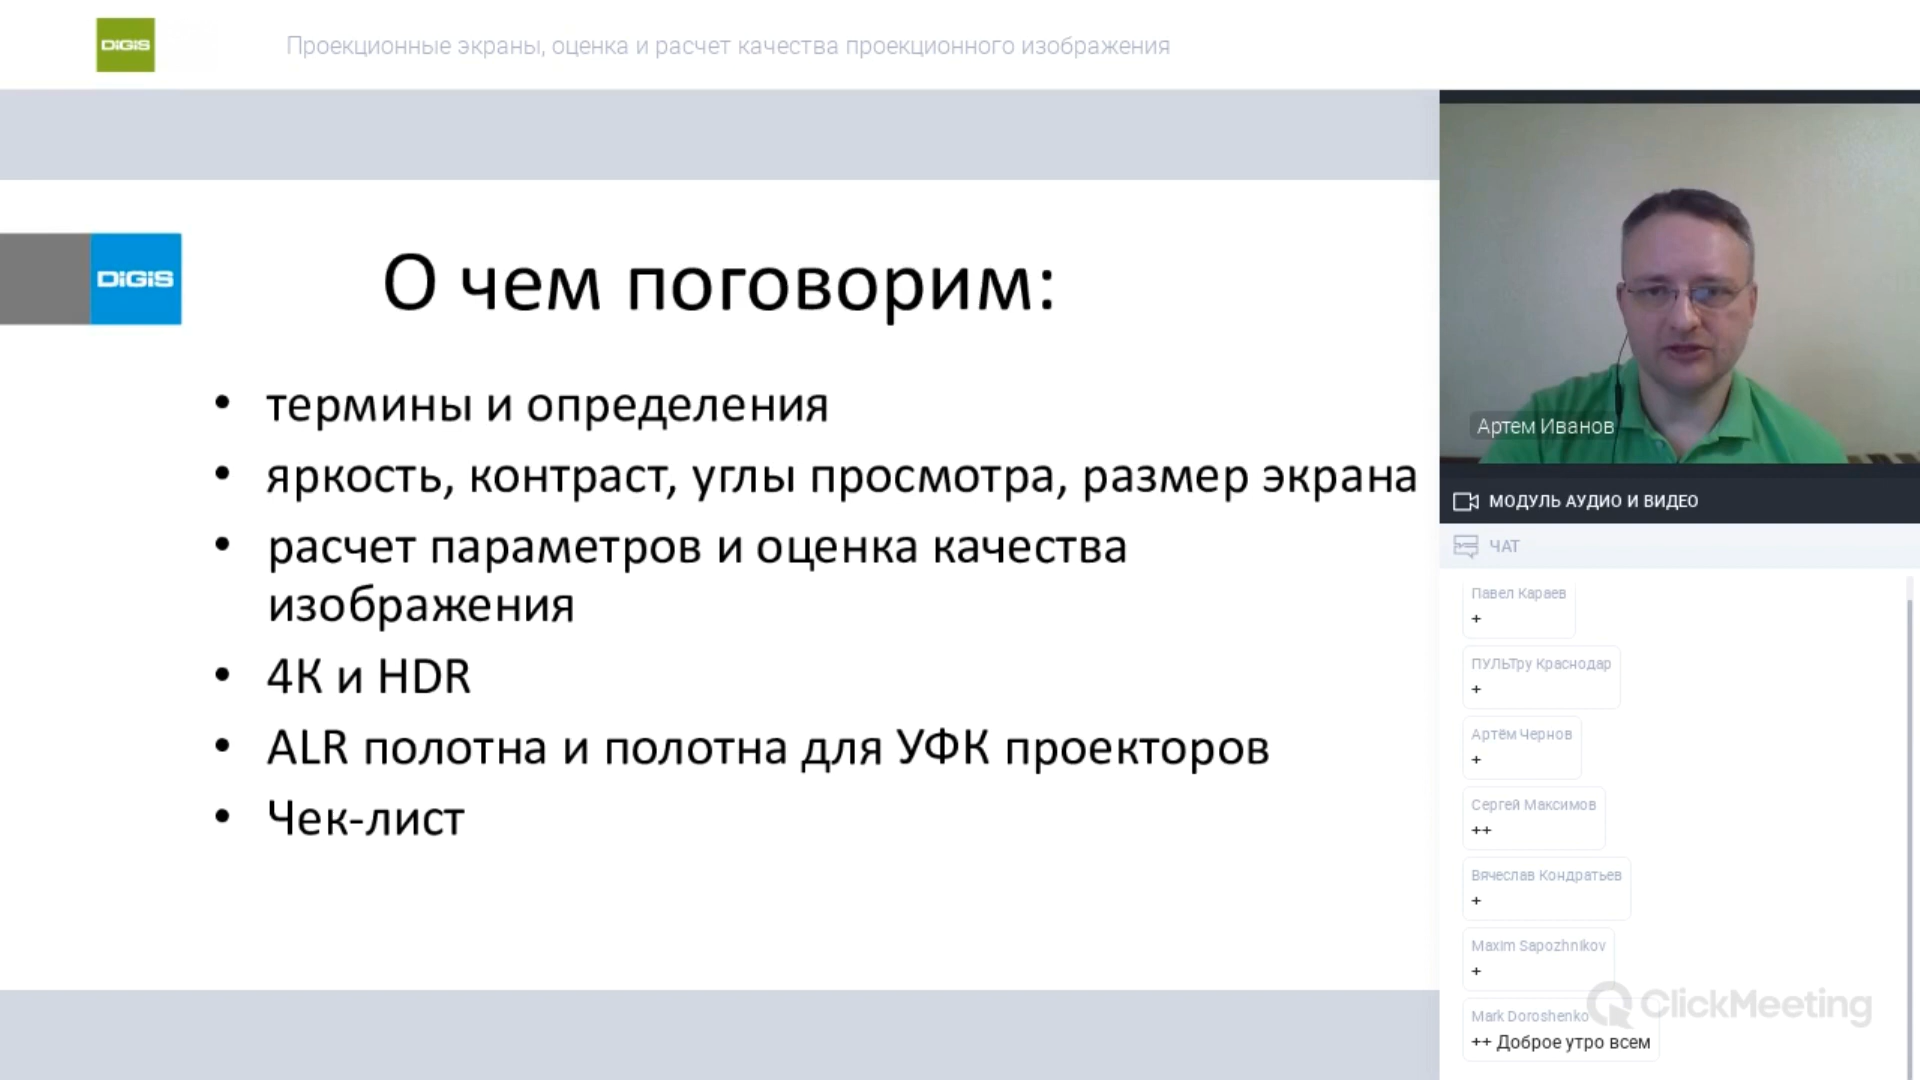 DIGIS
Проекционные экраны, оценка и расчет качества проекционного изображения
DIGIS
О чем поговорим:
• термины и определения
• яркость, контраст, углы просмотра, размер экрана
• расчет параметров и оценка качества
изображения
• 4К и HDR
• ALR полотна и полотна для УФК проекторов
• Чек-лист
Артем Иванов
МОДУЛЬ АУДИО И ВИДЕО
ЧАТ
Павел Караев
+
ПУЛЬТру Краснодар
+
Артём Чернов
+
Сергей Максимов
++
Вячеслав Кондратьев
+
Maxim Sapozhnikov
+
Mark Doroshenko
++ Доброе утро всем
ClickMeeting